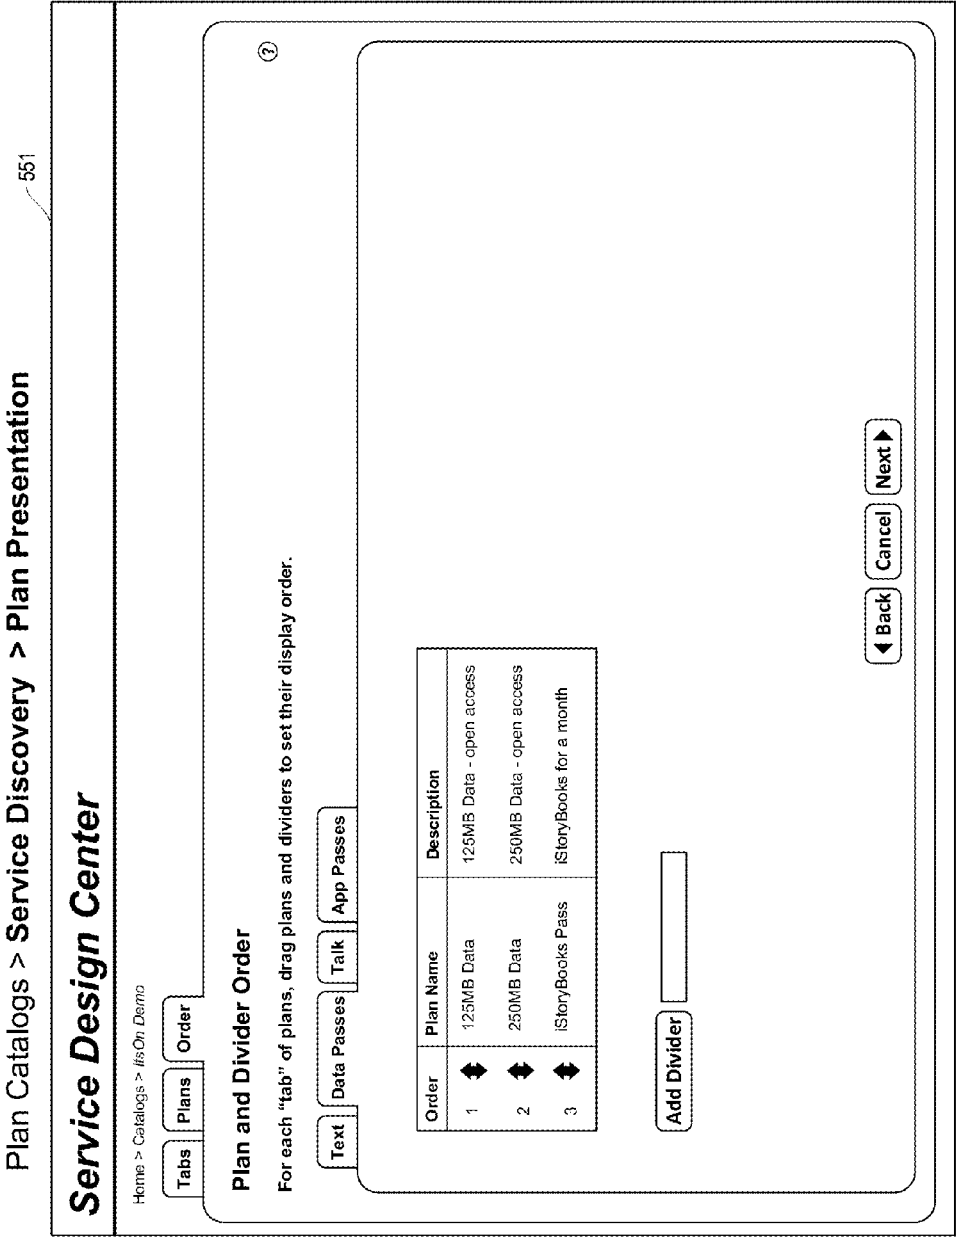 Plan Catalogs > Service Discovery > Plan Presentation
551
Service Design Center
Home > Catalogs > ItsOn Demo
Tabs Plans Order
Plan and Divider Order
?
For each “tab” of plans, drag plans and dividers to set their display order.
Text Data Passes Talk App Passes
Order Plan Name Description
1 125MB Data 125MB Data - open access
2 250MB Data 250MB Data - open access
3 iStoryBooks Pass iStoryBooks for a month
Add Divider
Back Cancel Next